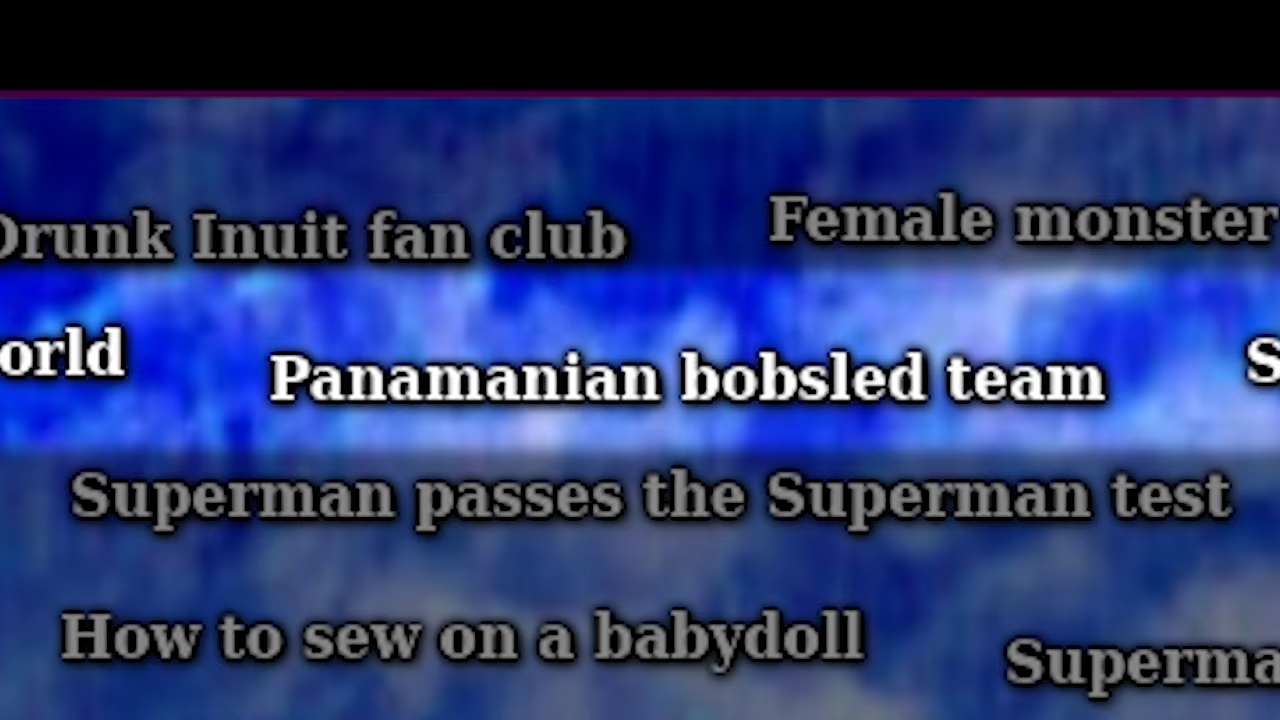 Drunk Inuit fan club
Female monster
orld
Panamanian bobsled team
S
Superman passes the Superman test
How to sew on a babydoll
Superma